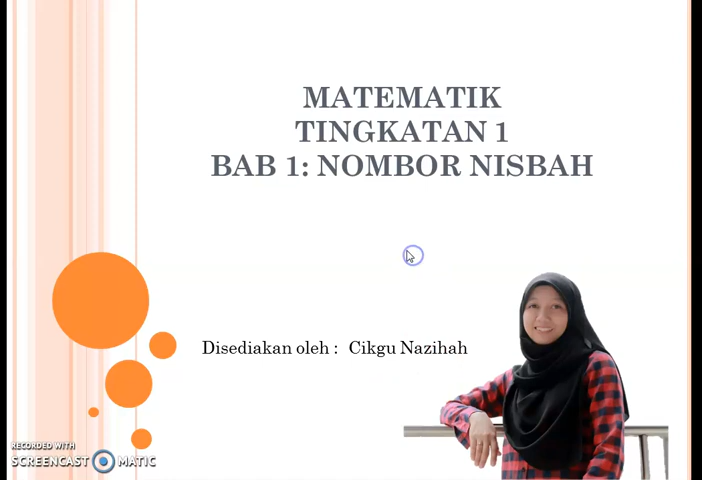 MATEMATIK
TINGKATAN 1
BAB 1: NOMBOR NISBAH
Disediakan oleh : Cikgu Nazihah
RECORDED WITH
SCREENCAST MATIC